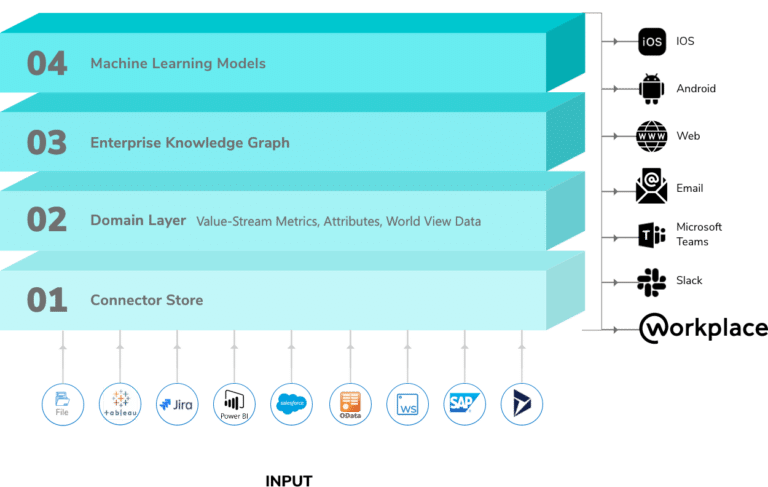 04
Machine Learning Models
03
Enterprise Knowledge Graph
02
Domain Layer Value-Stream Metrics, Attributes, World View Data
01
Connector Store
iOS
IOS
Android
WWW
Web
@
Email
T
Microsoft
Teams
Slack
Workplace
File
tableau
Jira
Power BI
salesforce
OData
WS
SAP
INPUT